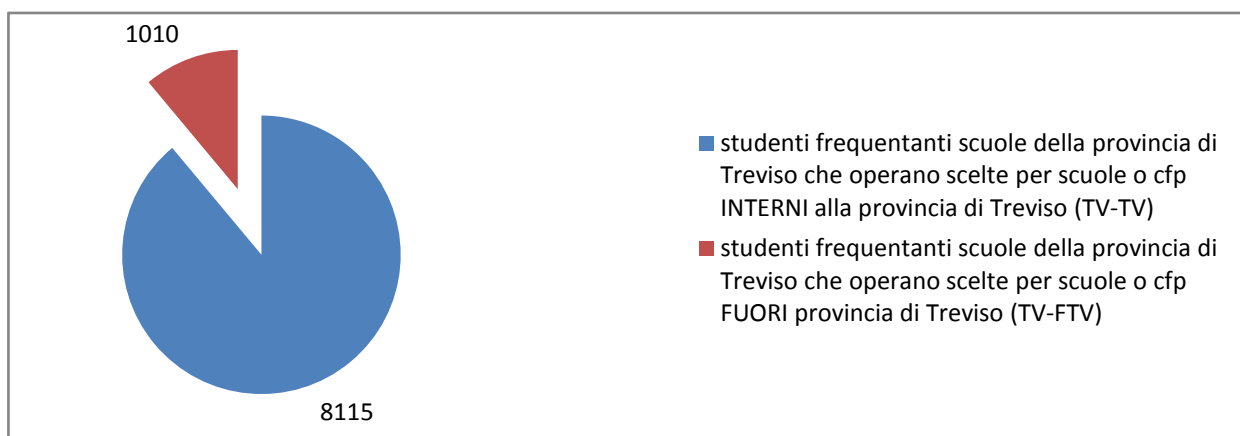 1010
8115
studenti frequentanti scuole della provincia di
Treviso che operano scelte per scuole o cfp
INTERNI alla provincia di Treviso (TV-TV)
studenti frequentanti scuole della provincia di
Treviso che operano scelte per scuole o cfp
FUORI provincia di Treviso (TV-FTV)